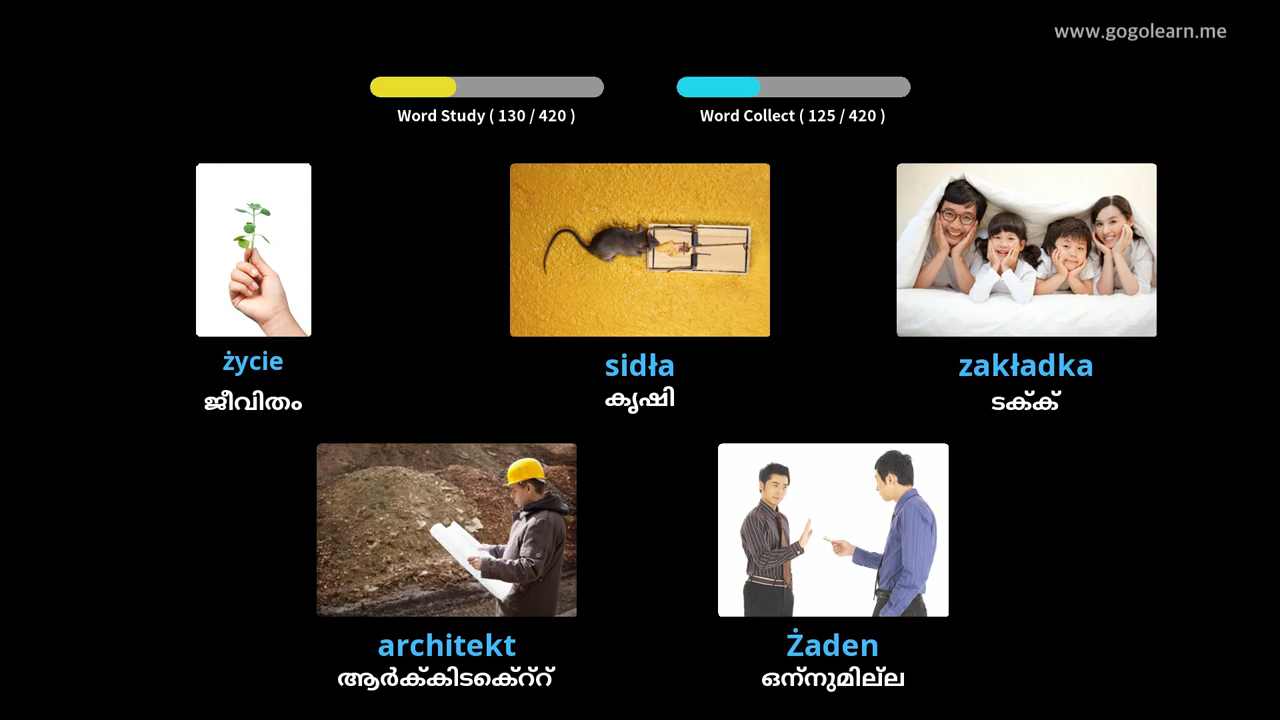 www.gogolearn.me
Word Study ( 130 / 420 )
Word Collect ( 125 / 420 )
życie
ജീവിതം
sidła
കൃഷി
zakładka
ടക്ക്
architekt
ആർക്കിടക്റ്റെ
Żaden
ഒന്നുമില്ല